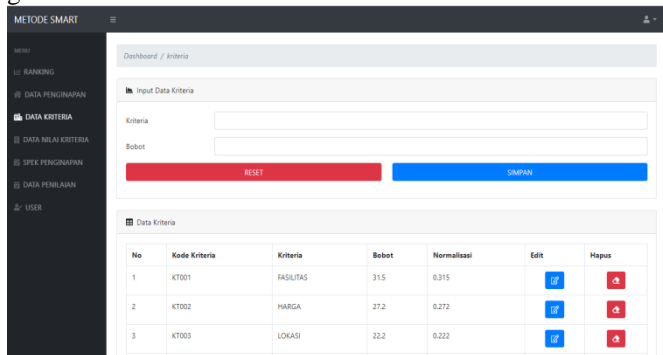 METODE SMART
MENU
RANKING
DATA PENGINAPAN
DATA KRITERIA
DATA NILAI KRITERIA
SPEK PENGINAPAN
DATA PENILAIAN
USER
Dashboard / kriteria
Input Data Kriteria
Kriteria
Bobot
RESET SIMPAN
Data Kriteria
No Kode Kriteria Kriteria Bobot Normalisasi Edit Hapus
1 KT001 FASILITAS 31.5 0.315
2 KT002 HARGA 27.2 0.272
3 KT003 LOKASI 22.2 0.222